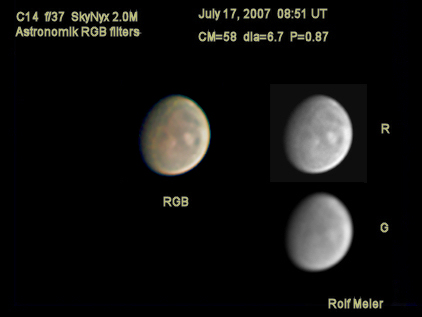 C14 f/37 SkyNyx 2.0M
Astronomik RGB filters
July 17, 2007 08:51 UT
CM=58 dia=6.7 P=0.87
R
RGB
G
Rolf Meier